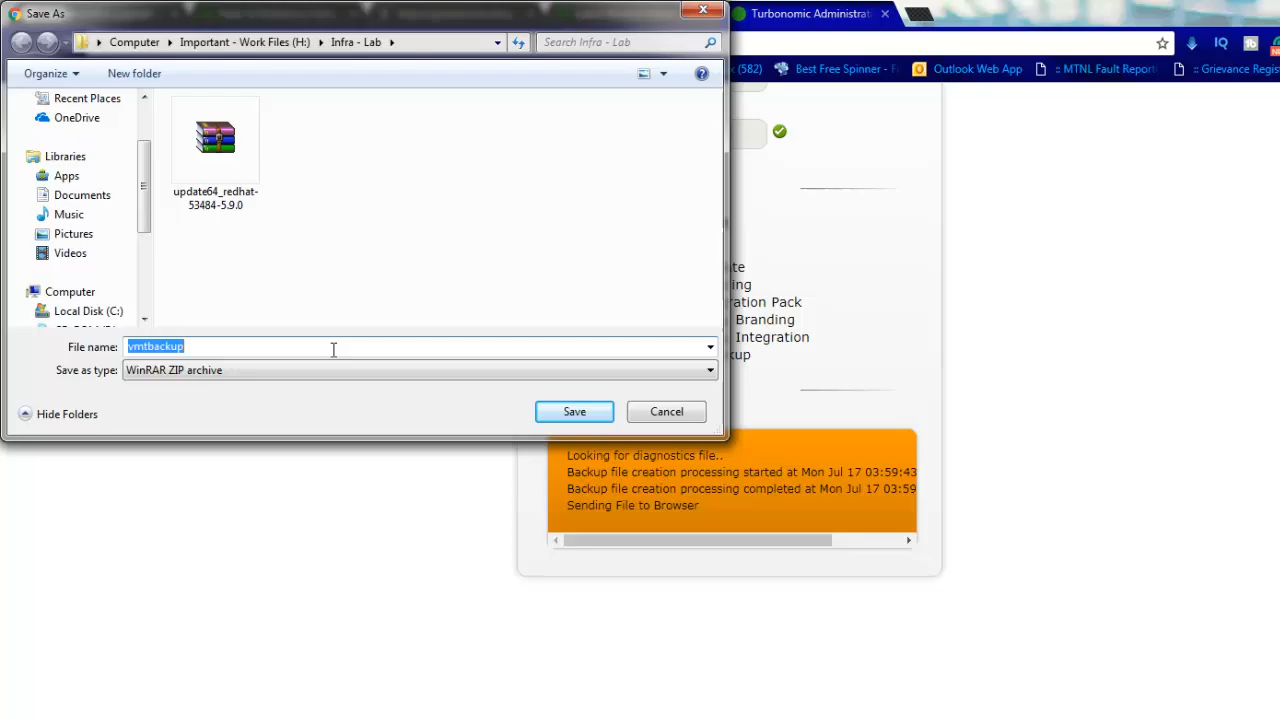 Save As
Turbonomic Administrat
Computer
Important - Work Files (H:)
Infra - Lab
Search Infra - Lab
IQ
(582)
Best Free Spinner - F
Outlook Web App
:: MTNL Fault Reporti
:: Grievance Regis
Organize
New folder
Recent Places
OneDrive
Libraries
Apps
Documents
Music
Pictures
Videos
Computer
Local Disk (C:)
update64_redhat-
53484-5.9.0
File name:
vmtbackup
Save as type:
WinRAR ZIP archive
Hide Folders
Save
Cancel
te
ing
ration Pack
Branding
Integration
kup
Looking for diagnostics file..
Backup file creation processing started at Mon Jul 17 03:59:43
Backup file creation processing completed at Mon Jul 17 03:59
Sending File to Browser